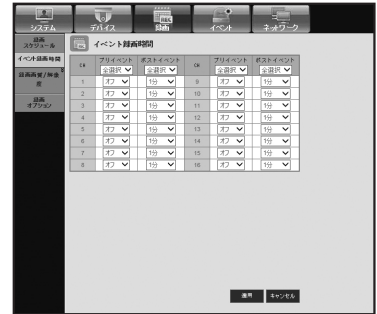 システム
デバイス
録画
イベント
ネットワーク
録画
スケジュール
イベント録画時間
録画画質/解像
度
録画
オプション
イベント録画時間
CH プリイベント ポストイベント CH プリイベント ポストイベント
全選択 全選択 全選択 全選択
1 オフ 1分 9 オフ 1分
2 オフ 1分 10 オフ 1分
3 オフ 1分 11 オフ 1分
4 オフ 1分 12 オフ 1分
5 オフ 1分 13 オフ 1分
6 オフ 1分 14 オフ 1分
7 オフ 1分 15 オフ 1分
8 オフ 1分 16 オフ 1分
適用 キャンセル